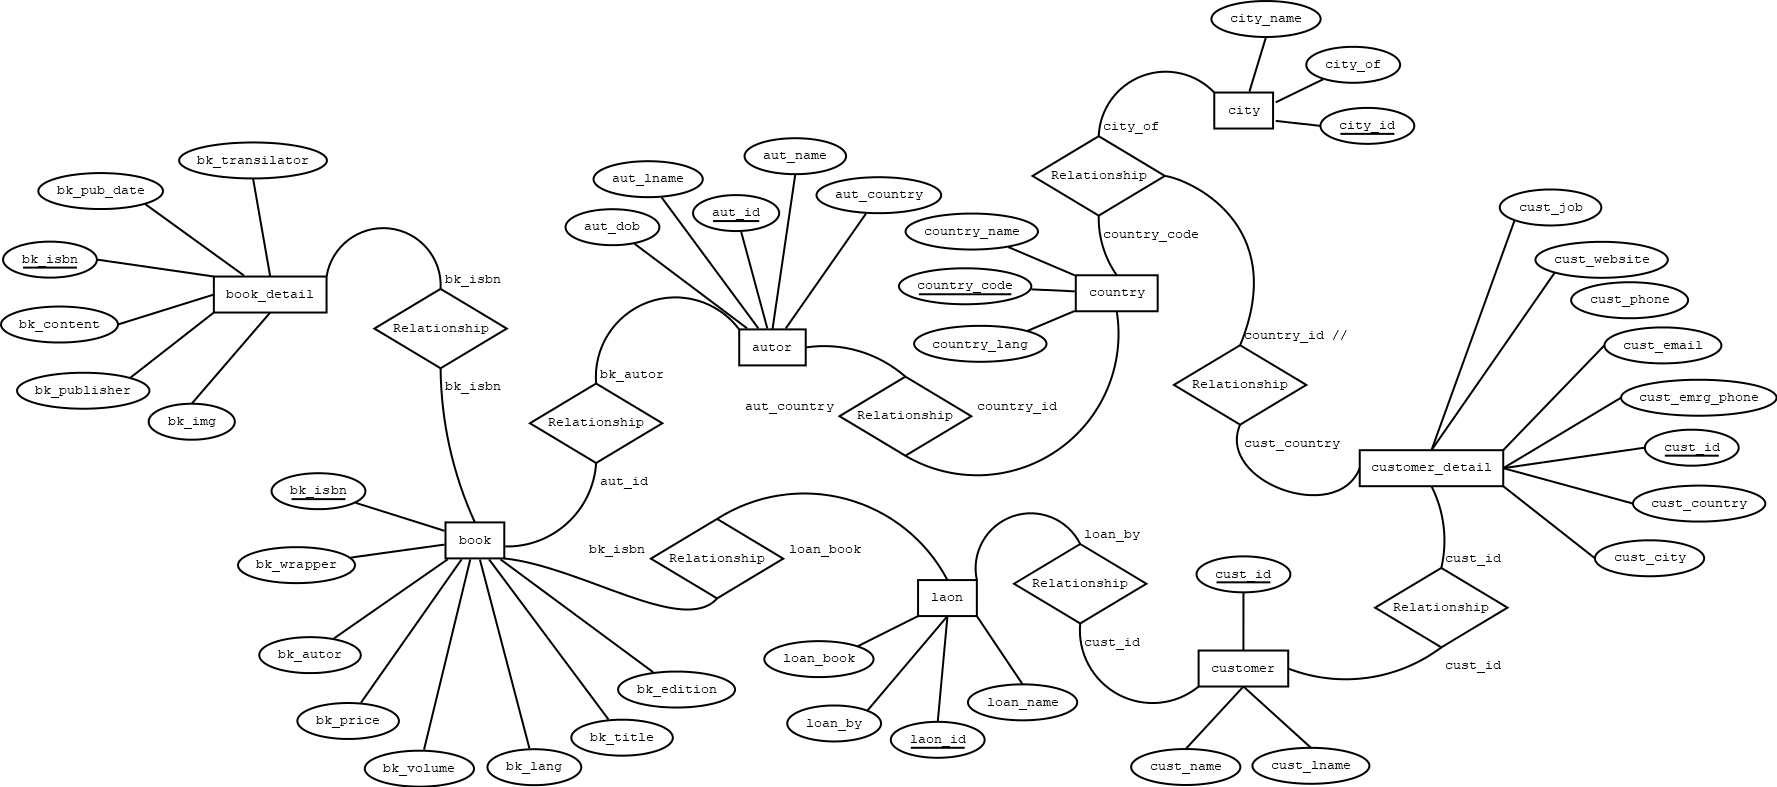 city_name
city_of
city
city_id
city_of
Relationship
country_code
bk_transilator
bk_pub_date
bk_isbn
book_detail
bk_content
bk_publisher
bk_img
bk_isbn
Relationship
bk_isbn
aut_name
aut_lname
aut_country
aut_id
aut_dob
autor
bk_autor
Relationship
aut_id
country_name
country_code
country
country_lang
aut_country
Relationship
country_id
country_id //
Relationship
cust_country
cust_job
cust_website
cust_phone
cust_email
cust_emrg_phone
customer_detail
cust_id
cust_country
cust_city
bk_isbn
book
bk_wrapper
bk_autor
bk_price
bk_volume
bk_lang
bk_title
bk_edition
bk_isbn
Relationship
loan_book
laon
loan_book
loan_by
laon_id
loan_name
loan_by
Relationship
cust_id
cust_id
customer
cust_name
cust_lname
cust_id
Relationship
cust_id